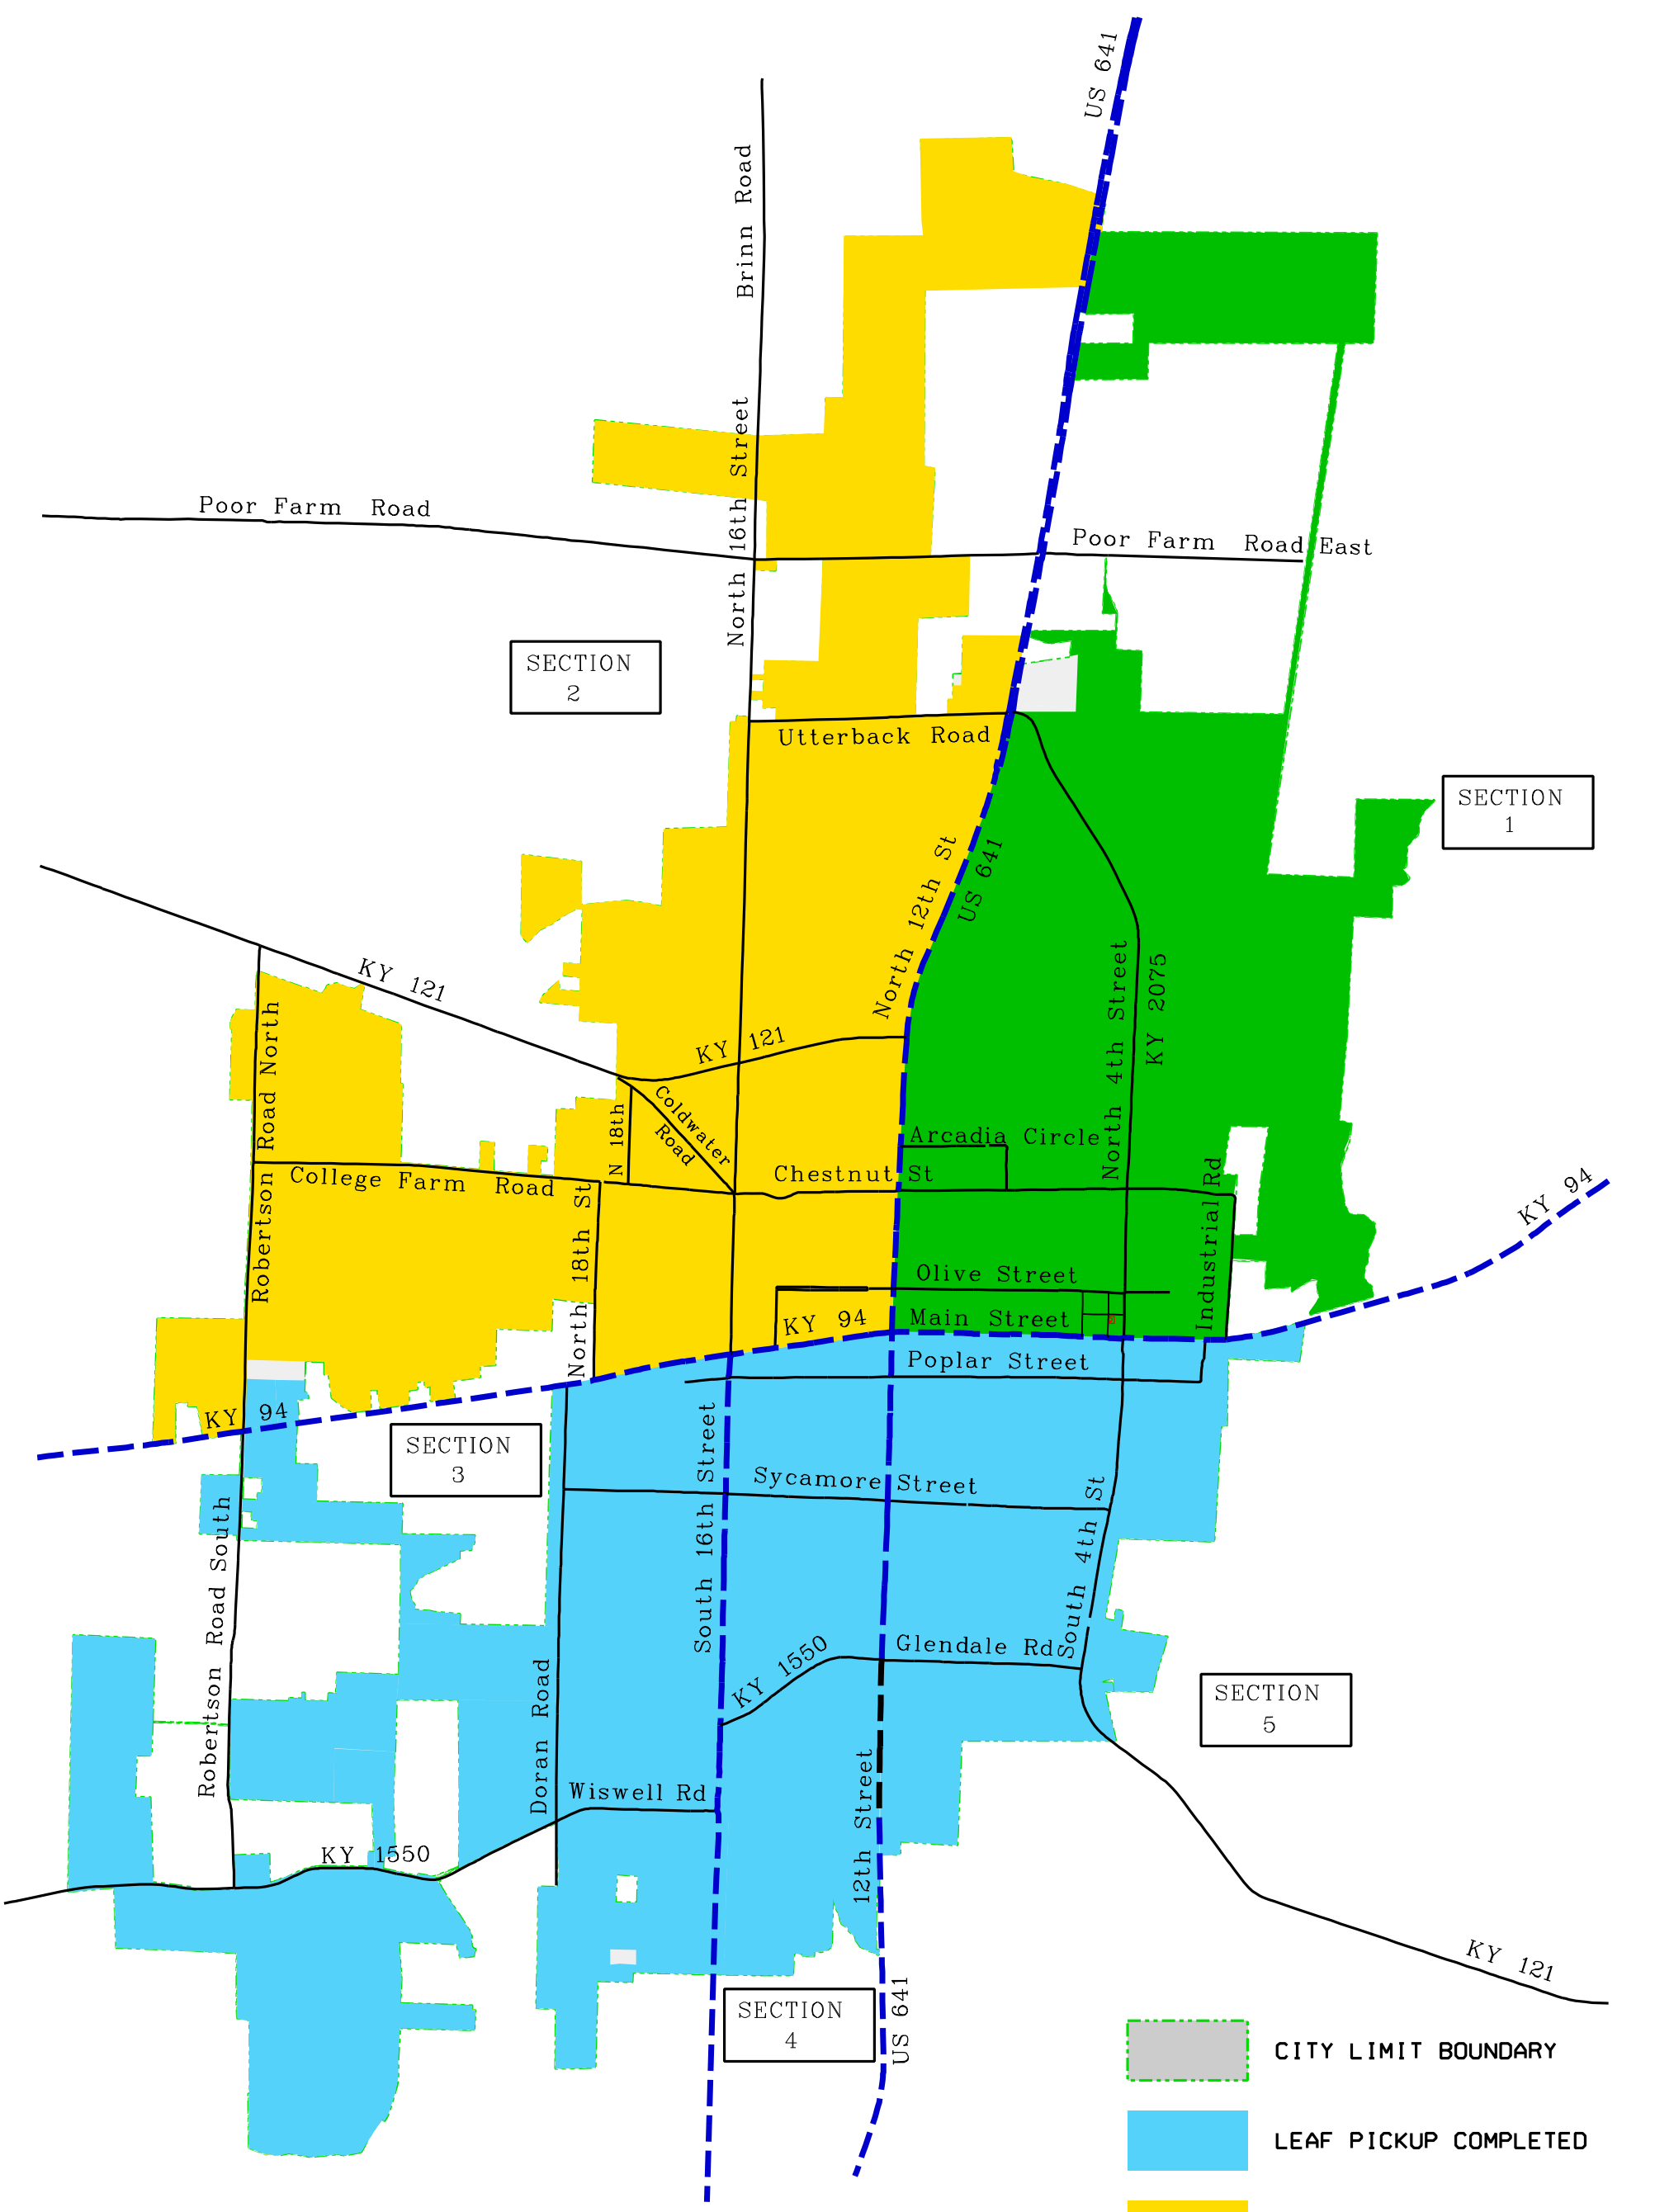 US 641
Brinn Road
North 16th Street
Poor Farm Road
Poor Farm Road East
North 16th Street
SECTION
2
Utterback Road
SECTION
1
North 12th St
US 641
KY 121
KY 121
North 4th Street
KY 2075
Robertson Road North
Coldwater
Road
N 18th
Arcadia Circle
Chestnut St
College Farm Road
North 18th St
Industrial Rd
KY 94
Olive Street
KY 94
Main Street
Poplar Street
KY 94
SECTION
3
South 16th Street
Sycamore Street
South 4th St
Robertson Road South
Glendale Rd
KY 1550
SECTION
5
Doran Road
Wiswell Rd
12th Street
KY 1550
KY 121
SECTION
4
US 641
CITY LIMIT BOUNDARY
LEAF PICKUP COMPLETED